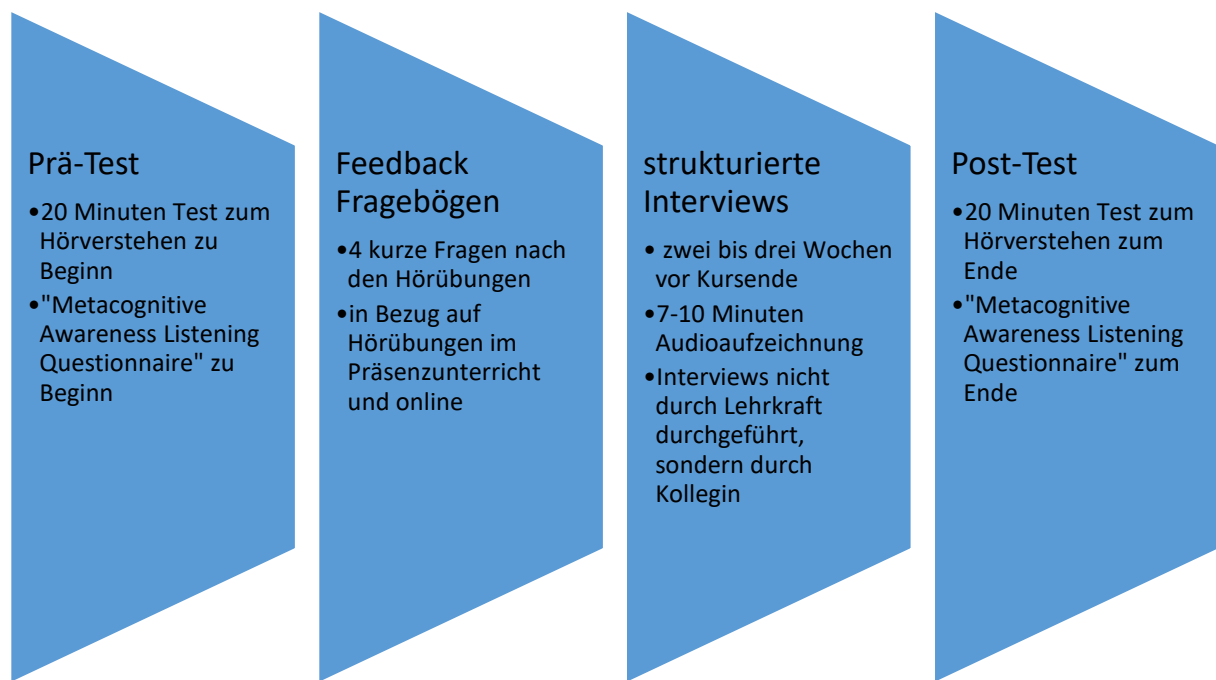 Prä-Test
•20 Minuten Test zum
Hörverstehen zu
Beginn
•"Metacognitive
Awareness Listening
Questionnaire" zu
Beginn
Feedback
Fragebögen
•4 kurze Fragen nach
den Hörübungen
•in Bezug auf
Hörübungen im
Präsenzunterricht
und online
strukturierte
Interviews
• zwei bis drei Wochen
vor Kursende
•7-10 Minuten
Audioaufzeichnung
•Interviews nicht
durch Lehrkraft
durchgeführt,
sondern durch
Kollegin
Post-Test
•20 Minuten Test zum
Hörverstehen zum
Ende
•"Metacognitive
Awareness Listening
Questionnaire" zum
Ende